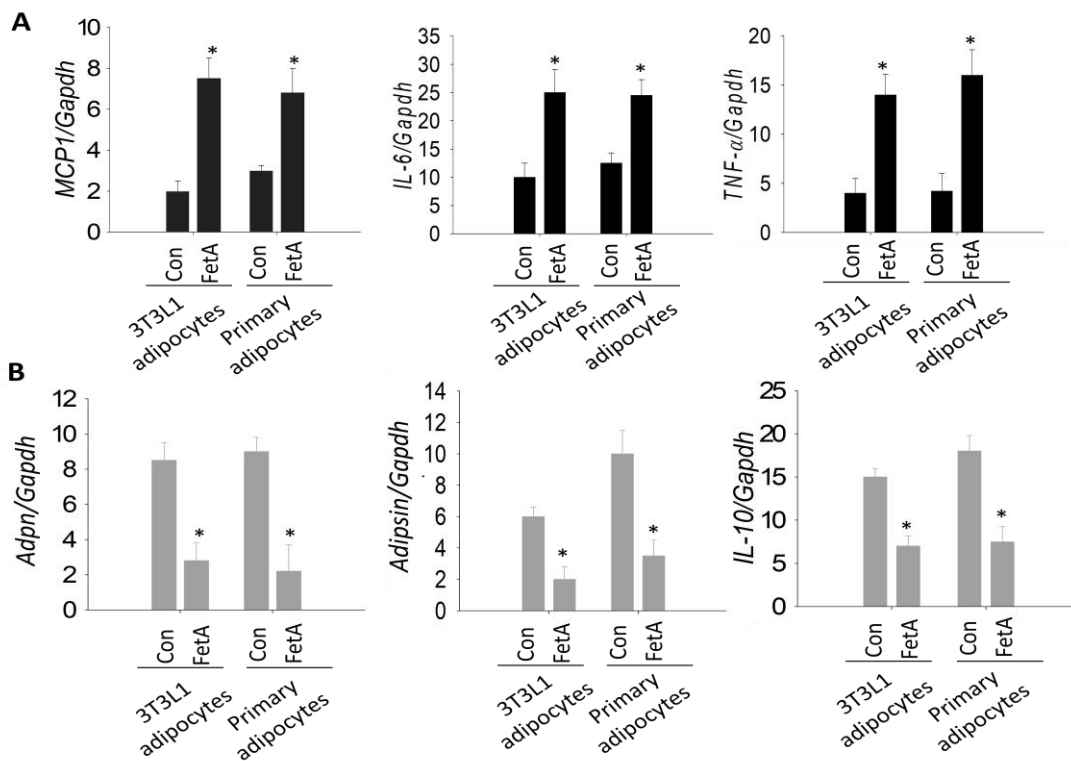 A
MCP1/Gapdh
10
8
6
4
2
0
*
*
Con
FetA
Con
FetA
3T3L1
adipocytes
Primary
adipocytes
IL-6/Gapdh
35
30
25
20
15
10
5
0
*
*
Con
FetA
Con
FetA
3T3L1
adipocytes
Primary
adipocytes
TNF-α/Gapdh
20
15
10
5
0
*
*
Con
FetA
Con
FetA
3T3L1
adipocytes
Primary
adipocytes
B
Adpn/Gapdh
12
10
8
6
4
2
0
*
*
Con
FetA
Con
FetA
3T3L1
adipocytes
Primary
adipocytes
Adipsin/Gapdh
14
12
10
8
6
4
2
0
*
*
Con
FetA
Con
FetA
3T3L1
adipocytes
Primary
adipocytes
IL-10/Gapdh
25
20
15
10
5
0
*
*
Con
FetA
Con
FetA
3T3L1
adipocytes
Primary
adipocytes